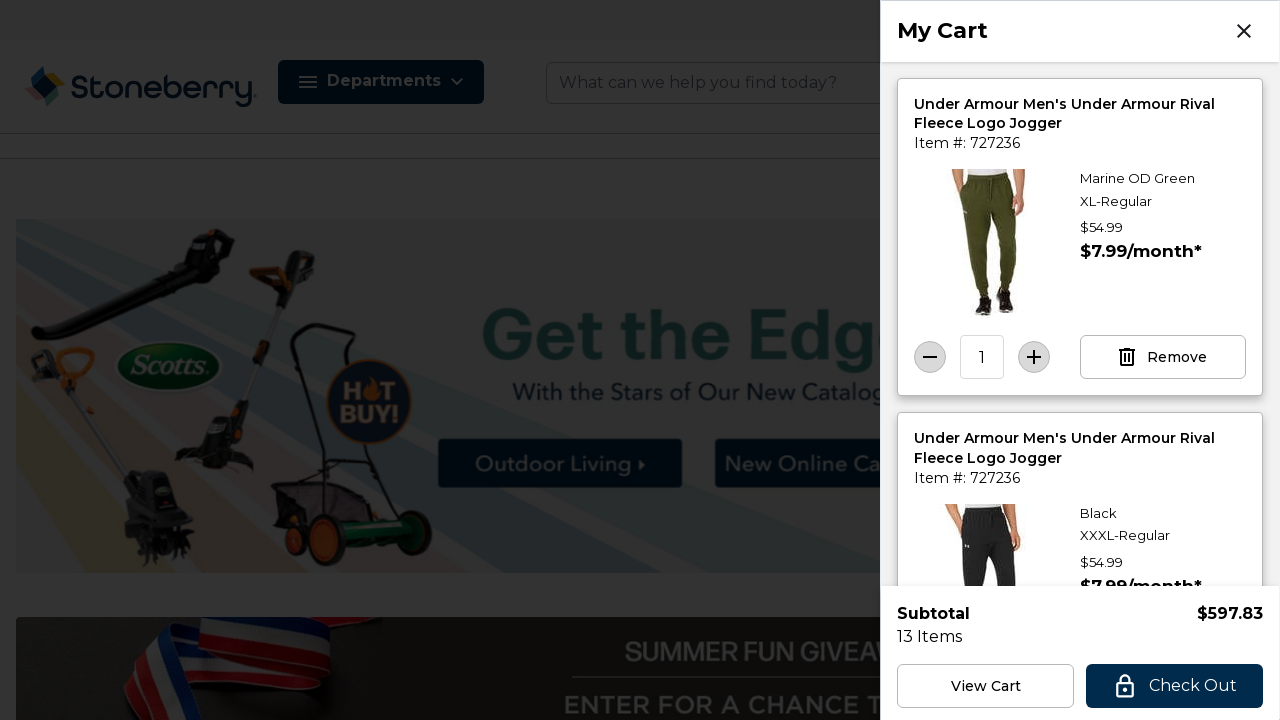 My Cart
Stoneberry
Departments
What can we help you find today?
Under Armour Men's Under Armour Rival
Fleece Logo Jogger
Item #: 727236
Marine OD Green
XL-Regular
$54.99
$7.99/month*
1
Remove
Under Armour Men's Under Armour Rival
Fleece Logo Jogger
Item #: 727236
Black
XXXL-Regular
$54.99
$7.99/month*
Subtotal
$597.83
13 Items
View Cart
Check Out
Scotts
HOT
BUY!
Get the Edg
With the Stars of Our New Catalog
Outdoor Living
New Online Ca
SUMMER FUN GIVEA
ENTER FOR A CHANCE T